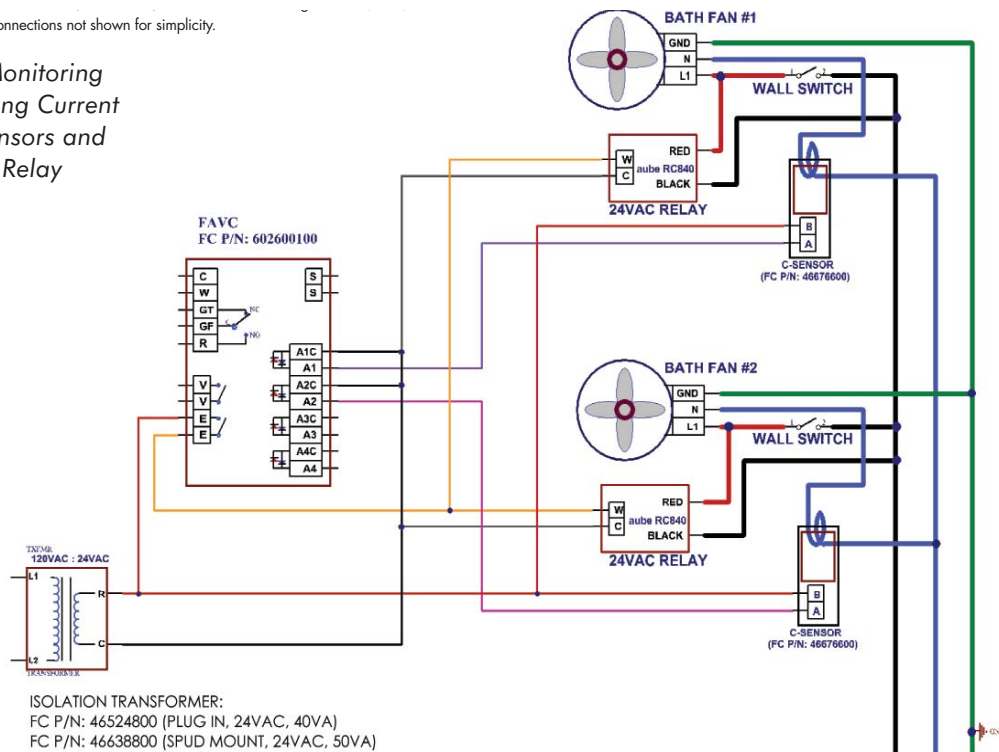 onnections not shown for simplicity.
Monitoring
ng Current
nsors and
Relay
BATH FAN #1
GND
N
L1
WALL SWITCH
RED
W
aube RC840
C
BLACK
24VAC RELAY
B
A
C-SENSOR
(FC P/N: 46676600)
FAVC
FC P/N: 602600100
C
W
GT
GF
R
NC
C
NO
S
S
V
V
E
E
A1C
A1
A2C
A2
A3C
A3
A4C
A4
BATH FAN #2
GND
N
L1
WALL SWITCH
RED
W
aube RC840
C
BLACK
24VAC RELAY
B
A
C-SENSOR
(FC P/N: 46676600)
TXFMR
120VAC : 24VAC
L1
R
C
L2
TRANSFORMER
ISOLATION TRANSFORMER:
FC P/N: 46524800 (PLUG IN, 24VAC, 40VA)
FC P/N: 46638800 (SPUD MOUNT, 24VAC, 50VA)